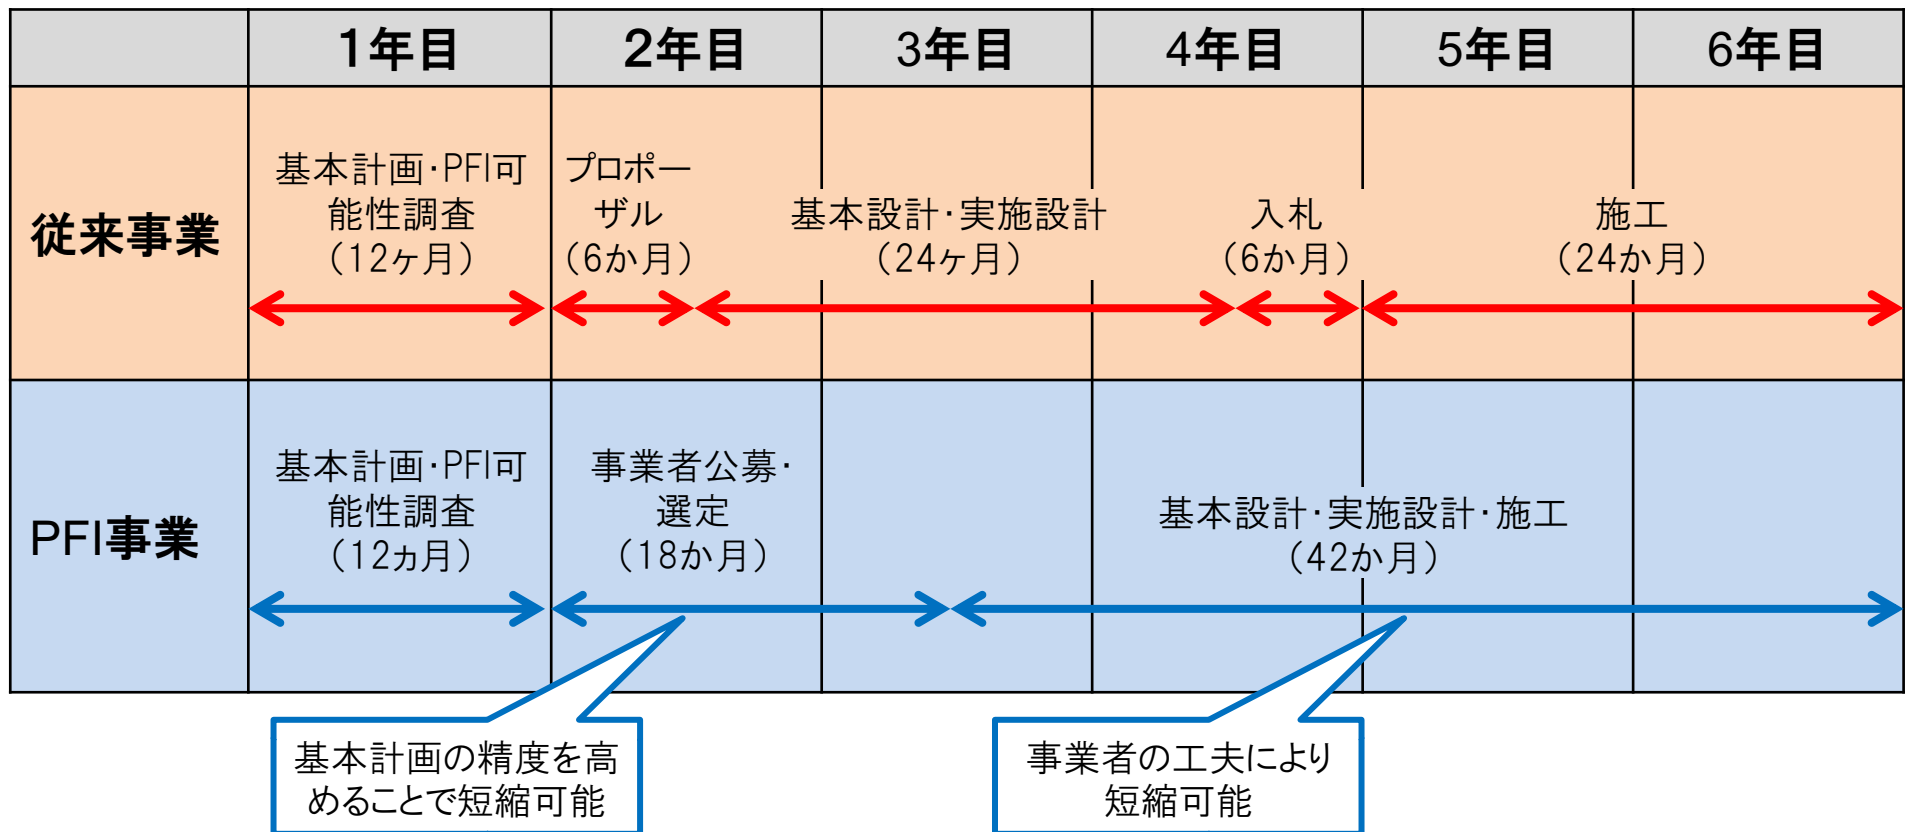 1年目
2年目
3年目
4年目
5年目
6年目
従来事業
基本計画・PFI可
能性調査
（12ヶ月）
プロポー
ザル
（6か月）
基本設計・実施設計
（24ヶ月）
入札
（6か月）
施工
（24か月）
PFI事業
基本計画・PFI可
能性調査
（12ヵ月）
事業者公募・
選定
（18か月）
基本設計・実施設計・施工
（42か月）
基本計画の精度を高
めることで短縮可能
事業者の工夫により
短縮可能